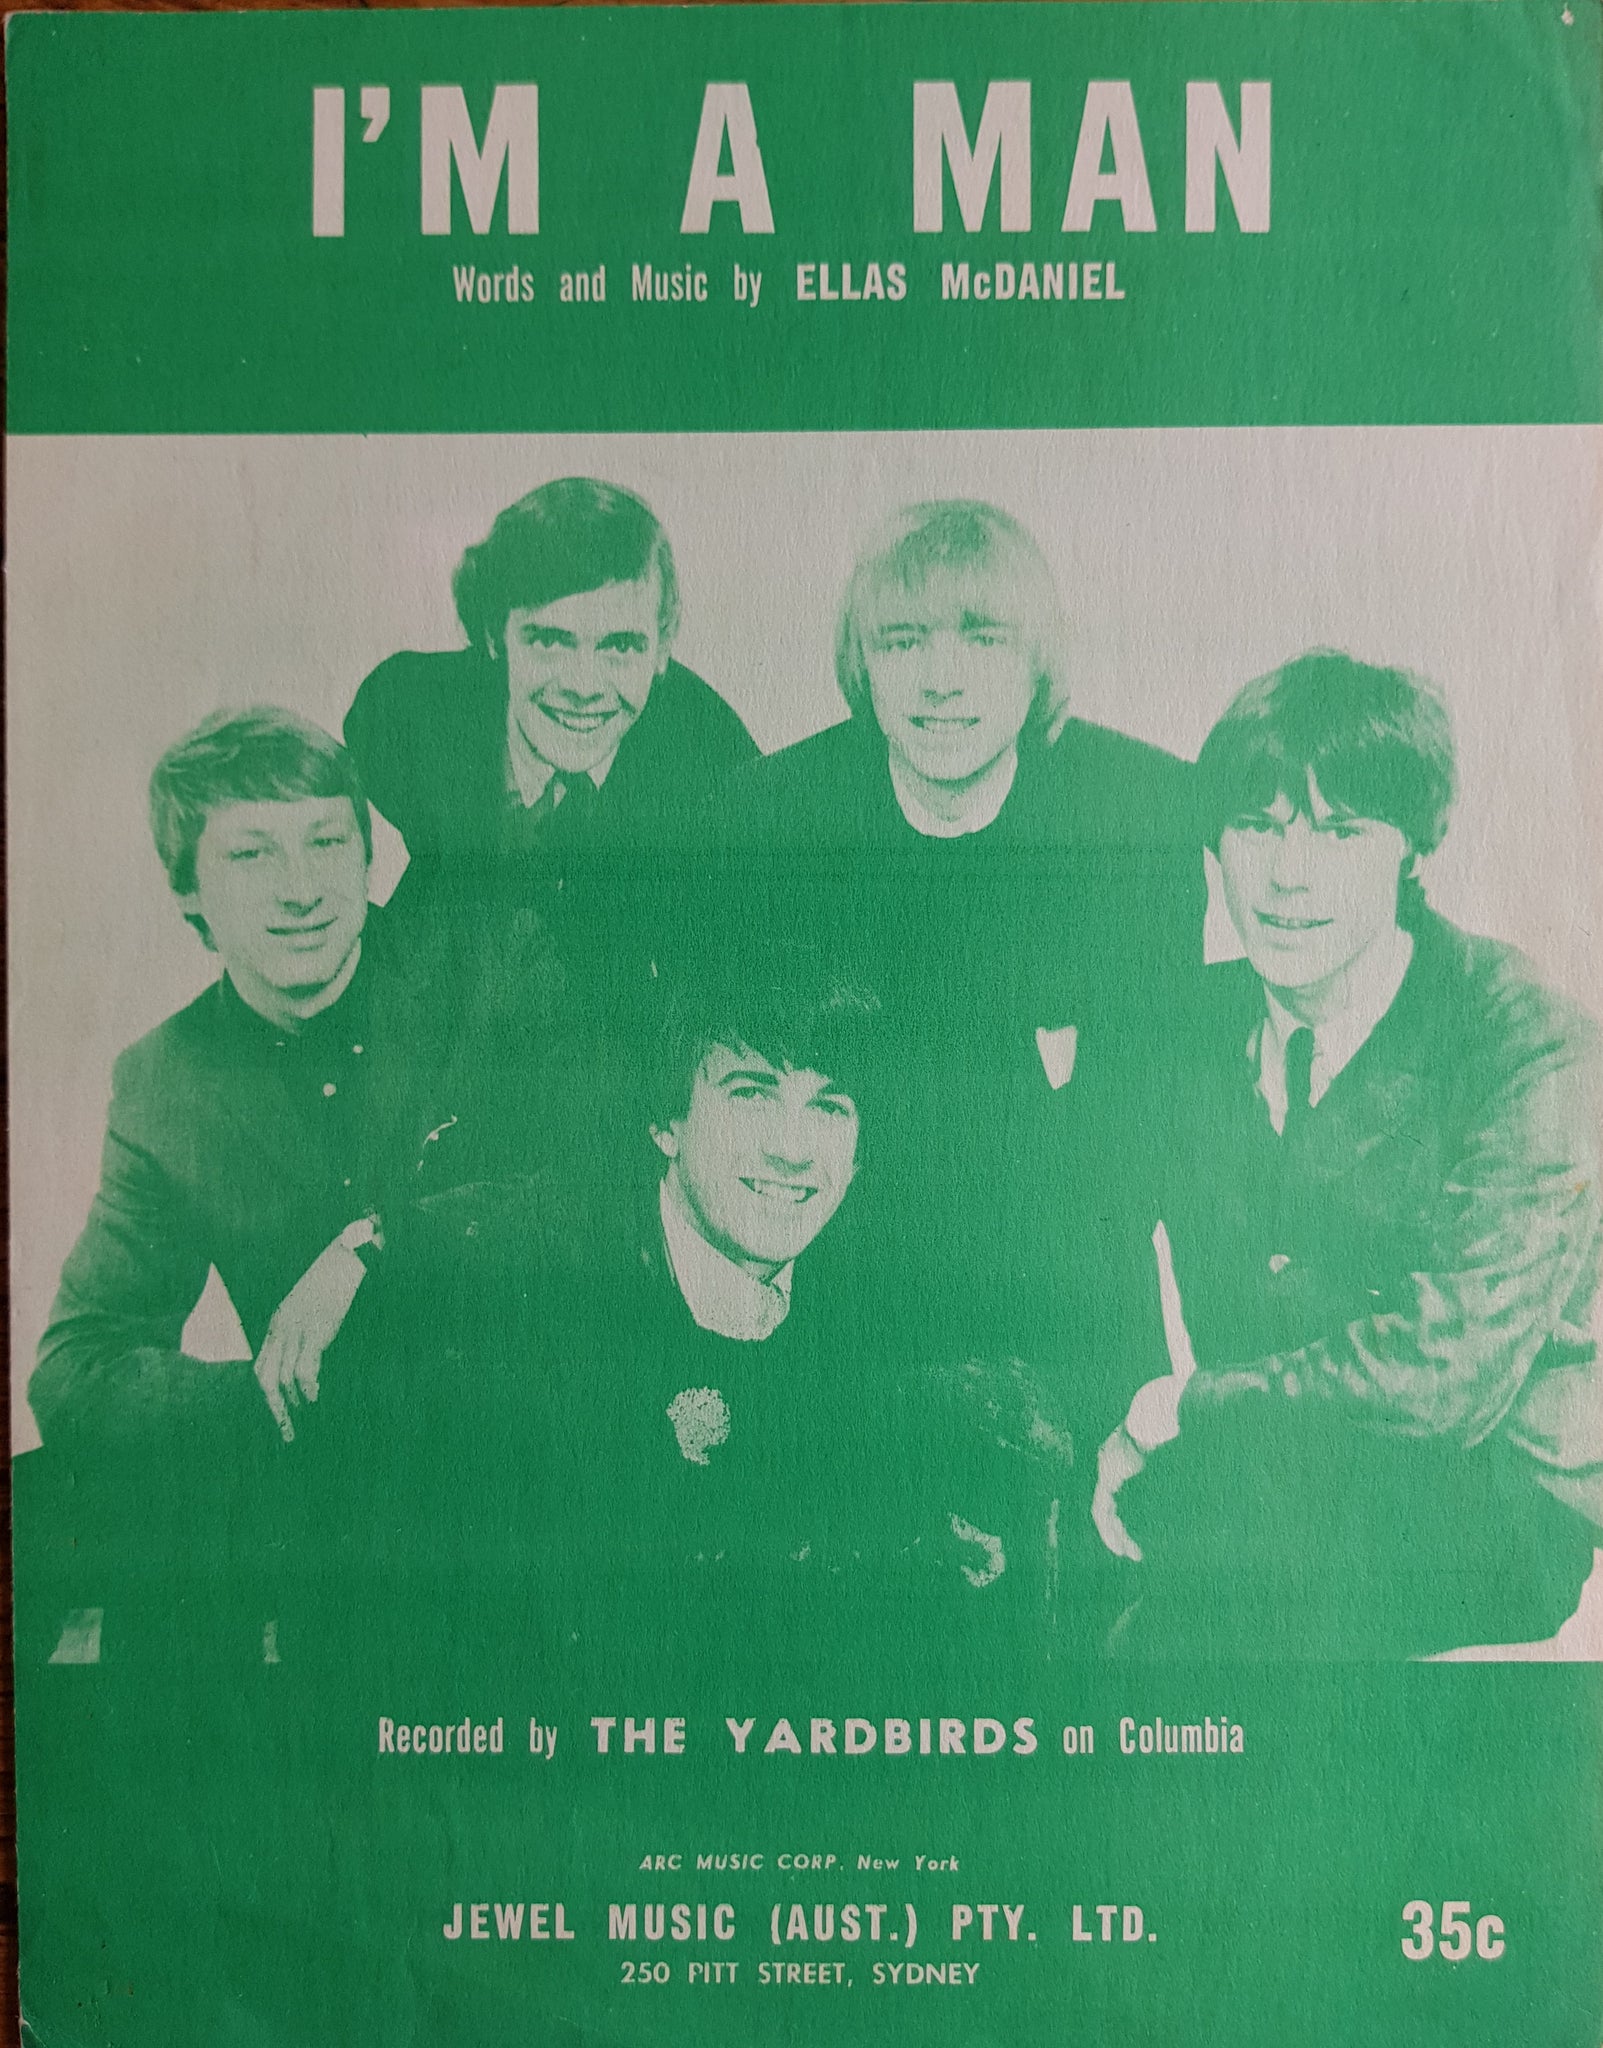 I'M A MAN
Words and Music by ELLAS McDANIEL
Recorded by THE YARDBIRDS on Columbia
ARC MUSIC CORP. New York
JEWEL MUSIC (AUST.) PTY. LTD.
35c
250 PITT STREET, SYDNEY